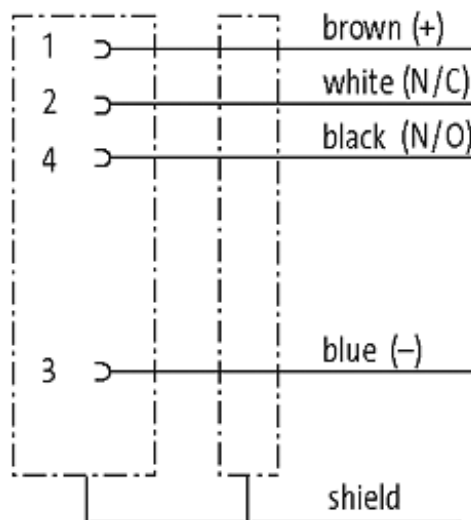 1 brown (+)
2 white (N/C)
4 black (N/O)
3 blue (–)
shield